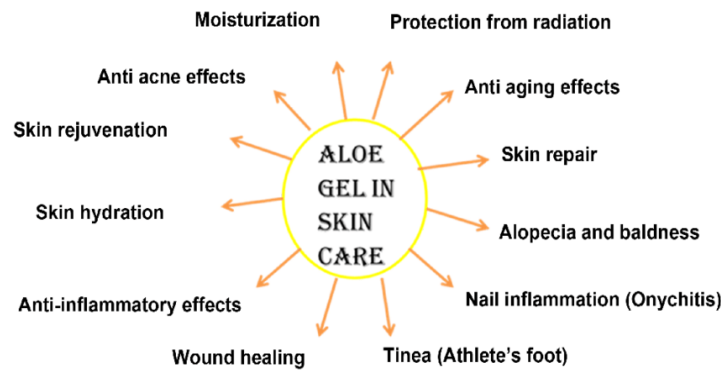 Moisturization
Protection from radiation
Anti acne effects
Anti aging effects
Skin rejuvenation
Skin repair
ALOE
GEL IN
SKIN
CARE
Skin hydration
Alopecia and baldness
Anti-inflammatory effects
Nail inflammation (Onychitis)
Wound healing
Tinea (Athlete's foot)